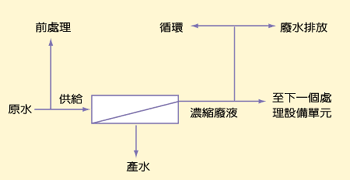 前處理
循環
廢水排放
原水
供給
濃縮廢液
至下一個處
理設備單元
產水